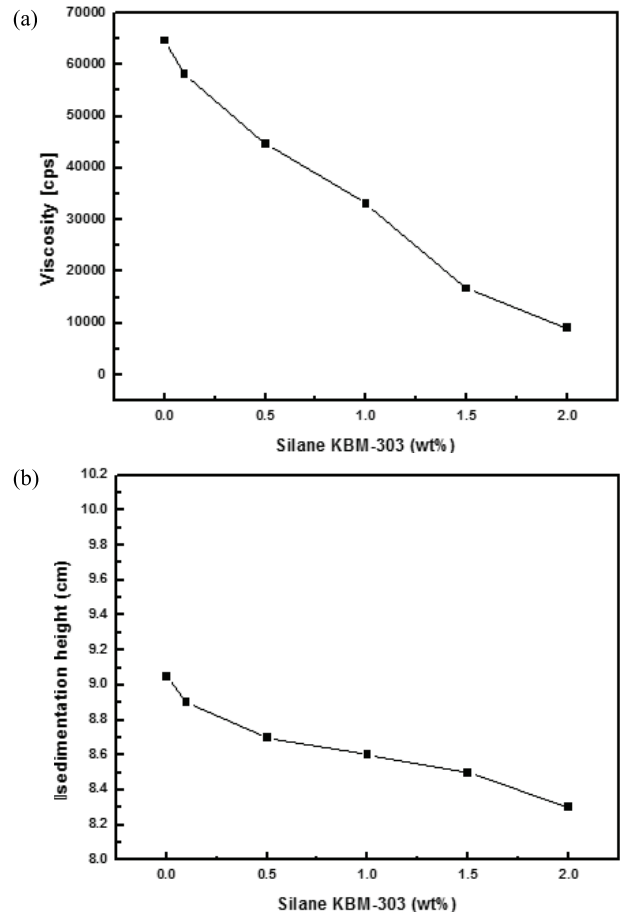 (a)
70000
60000
50000
40000
30000
20000
10000
0
Viscosity [cps]
0.0 0.5 1.0 1.5 2.0
Silane KBM-303 (wt%)
(b)
10.2
10.0
9.8
9.6
9.4
9.2
9.0
8.8
8.6
8.4
8.2
8.0
sedimentation height (cm)
0.0 0.5 1.0 1.5 2.0
Silane KBM-303 (wt%)